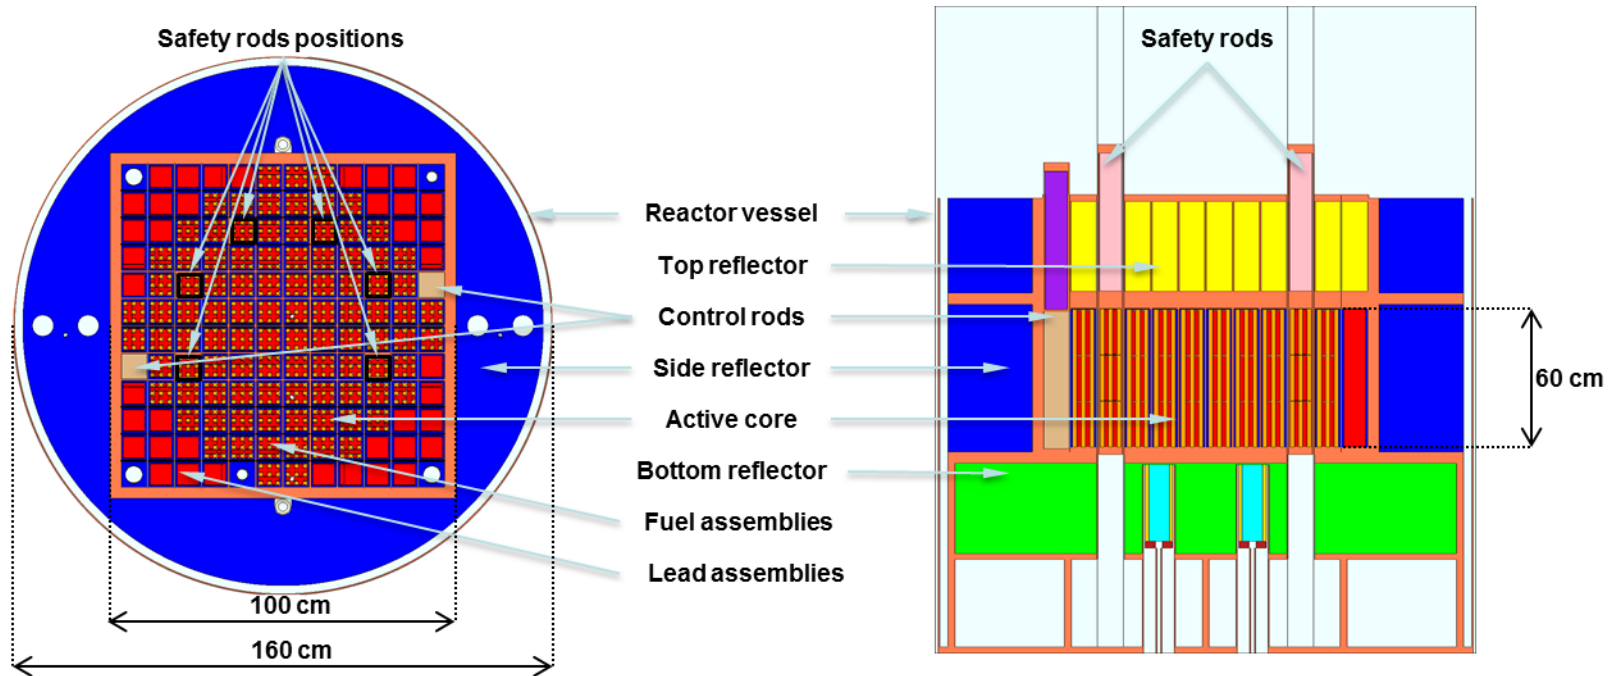 Safety rods positions
Safety rods
Reactor vessel
Top reflector
Control rods
Side reflector
Active core
Bottom reflector
Fuel assemblies
Lead assemblies
60 cm
100 cm
160 cm